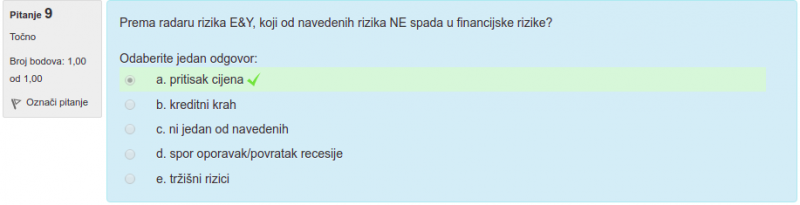 Pitanje 9
Točno
Broj bodova: 1,00
od 1,00
Označi pitanje
Prema radaru rizika E&Y, koji od navedenih rizika NE spada u financijske rizike?
Odaberite jedan odgovor:
a. pritisak cijena
b. kreditni krah
c. ni jedan od navedenih
d. spor oporavak/povratak recesije
e. tržišni rizici